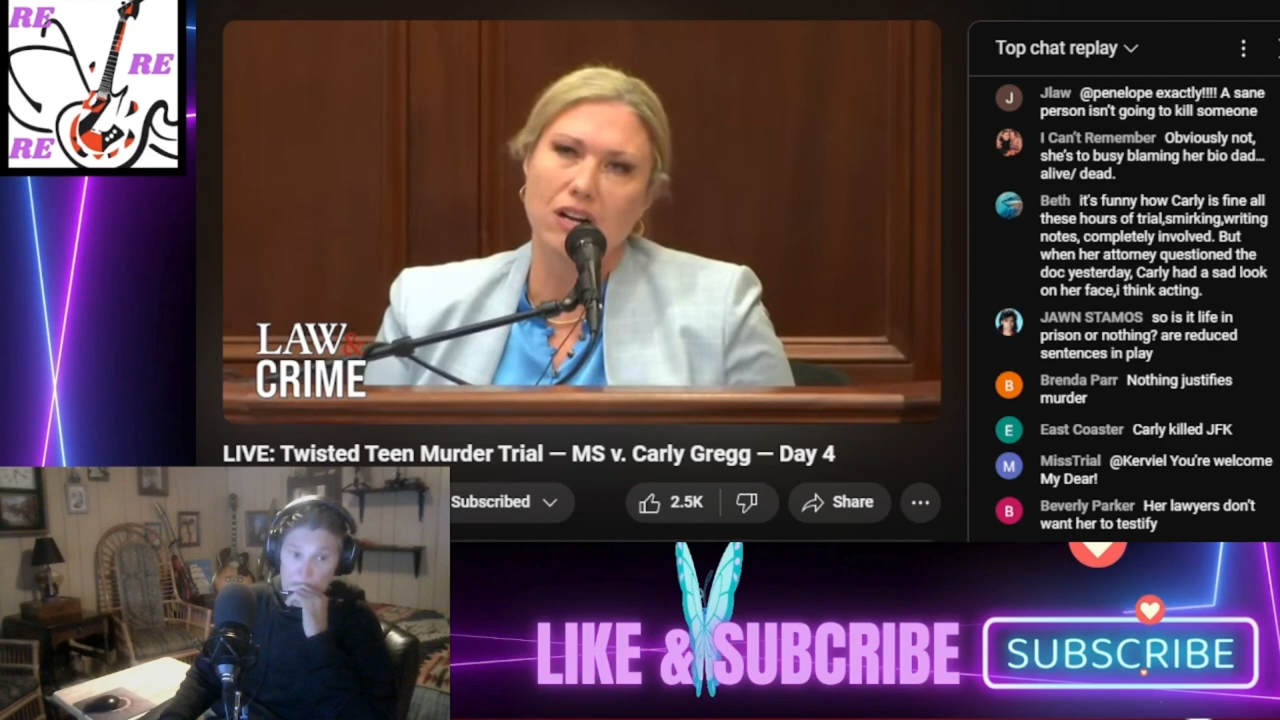 RE
RE
RE
LAW&
CRIME
LIVE: Twisted Teen Murder Trial — MS v. Carly Gregg — Day 4
Subscribed
2.5K
Share
Top chat replay
J
Jlaw @penelope exactly!!!! A sane
person isn't going to kill someone
I Can't Remember Obviously not,
she's to busy blaming her bio dad...
alive/ dead.
Beth it's funny how Carly is fine all
these hours of trial,smirking,writing
notes, completely involved. But
when her attorney questioned the
doc yesterday, Carly had a sad look
on her face,i think acting.
JAWN STAMOS so is it life in
prison or nothing? are reduced
sentences in play
B
Brenda Parr Nothing justifies
murder
E
East Coaster Carly killed JFK
M
MissTrial @Kerviel You're welcome
My Dear!
B
Beverly Parker Her lawyers don't
want her to testify
LIKE & SUBCRIBE
SUBSCRIBE